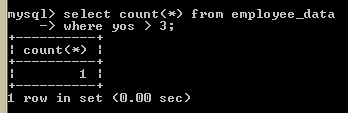 mysql> select count(*) from employee_data
    -> where yos > 3;
+----------+
| count(*) |
+----------+
|        1 |
+----------+
1 row in set (0.00 sec)